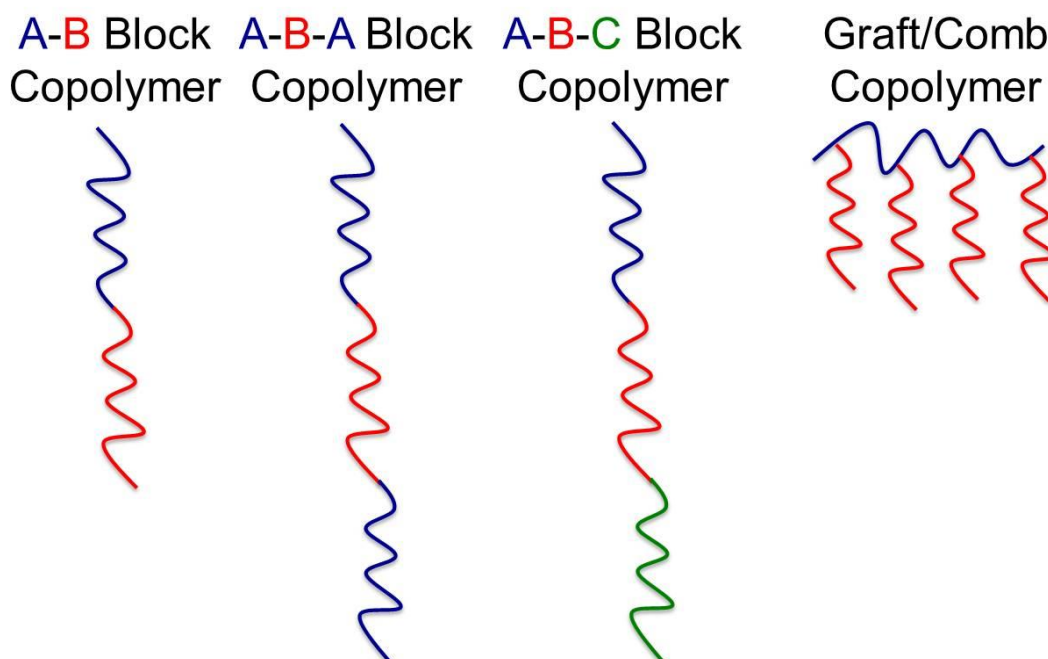 A-B Block
Copolymer
A-B-A Block
Copolymer
A-B-C Block
Copolymer
Graft/Comb
Copolymer